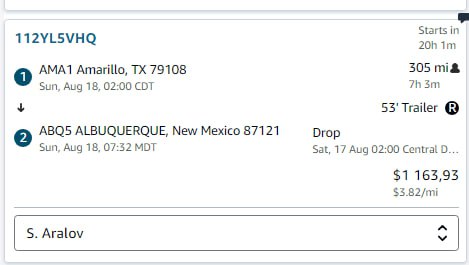 112YL5VHQ
Starts in
20h 1m
1 AMA1 Amarillo, TX 79108
305 mi
Sun, Aug 18, 02:00 CDT
7h 3m
53' Trailer R
2 ABQ5 ALBUQUERQUE, New Mexico 87121
Drop
Sun, Aug 18, 07:32 MDT
Sat, 17 Aug 02:00 Central D...
$1 163,93
$3.82/mi
S. Aralov